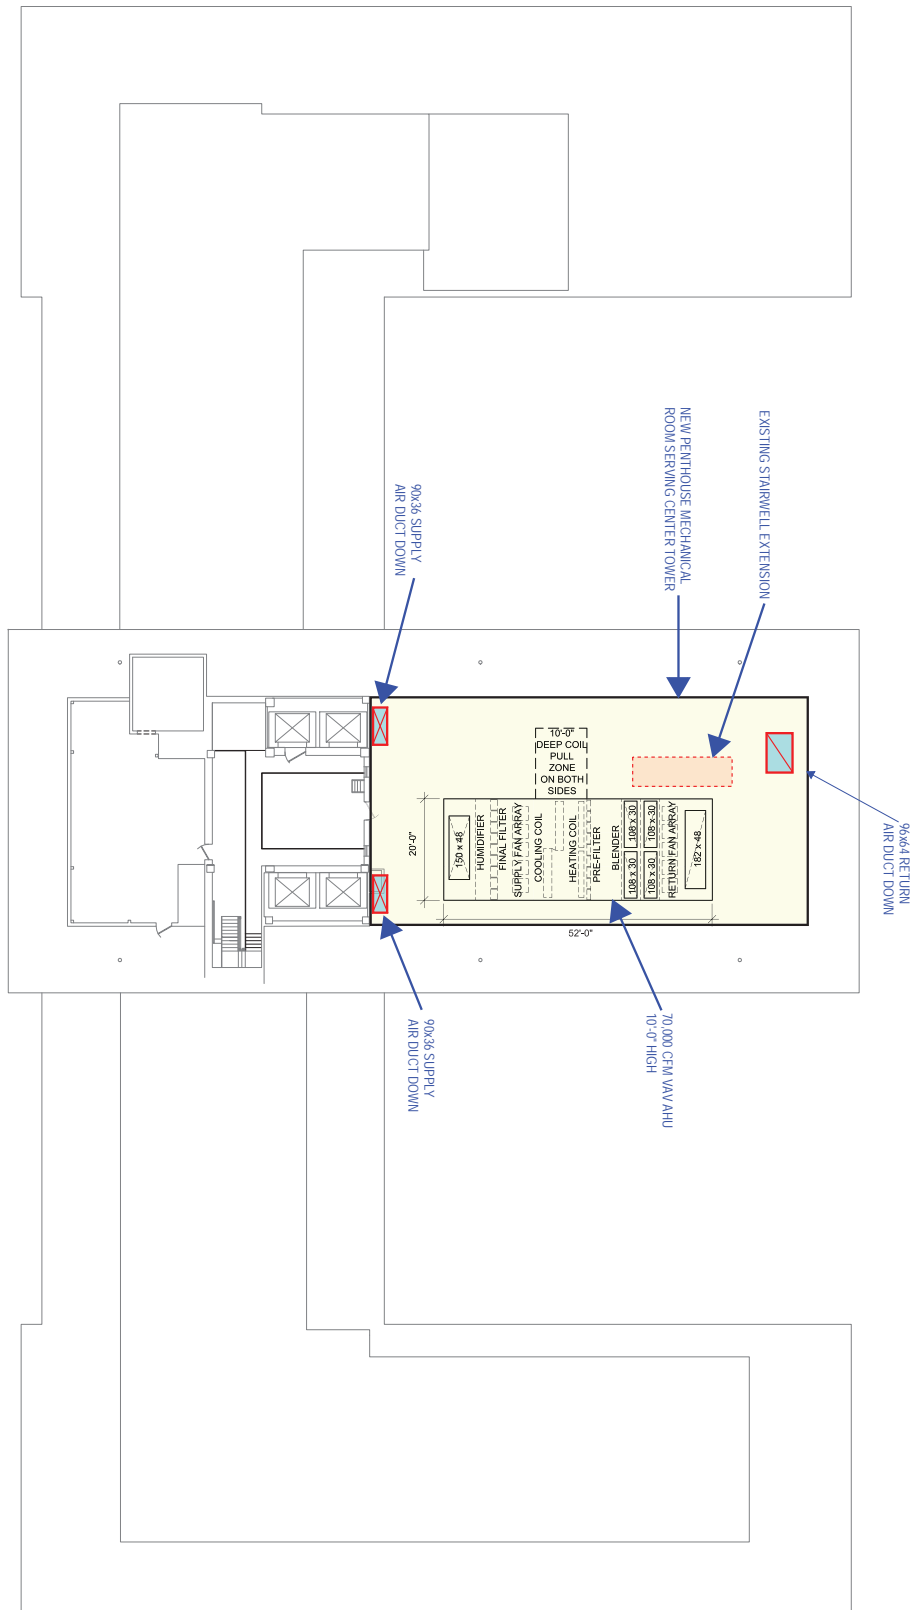 EXISTING STAIRWELL EXTENSION
NEW PENTHOUSE MECHANICAL
ROOM SERVING CENTER TOWER
90x36 SUPPLY
AIR DUCT DOWN
96x64 RETURN
AIR DUCT DOWN
10'-0"
DEEP COIL
PULL
ZONE
ON BOTH
SIDES
20'-0"
150 x 48
HUMIDIFIER
FINAL FILTER
SUPPLY FAN ARRAY
COOLING COIL
HEATING COIL
PRE-FILTER
BLENDER
108 x 30
108 x 30
108 x 30
108 x 30
RETURN FAN ARRAY
182 x 48
52'-0"
90x36 SUPPLY
AIR DUCT DOWN
70,000 CFM VAV AHU
10'-0" HIGH